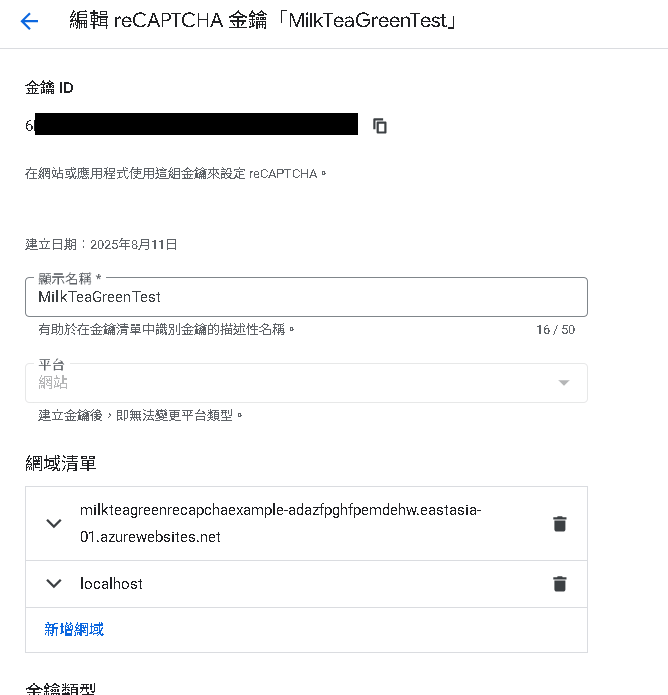 編輯 reCAPTCHA 金鑰「MilkTeaGreenTest」
金鑰 ID
6
在網站或應用程式使用這組金鑰來設定 reCAPTCHA。
建立日期：2025年8月11日
顯示名稱 *
MilkTeaGreenTest
有助於在金鑰清單中識別金鑰的描述性名稱。
16 / 50
平台
網站
建立金鑰後，即無法變更平台類型。
網域清單
milkteagreenrecapchaexample-adazfpghfpemdehw.eastasia-
01.azurewebsites.net
localhost
新增網域
金鑰類型